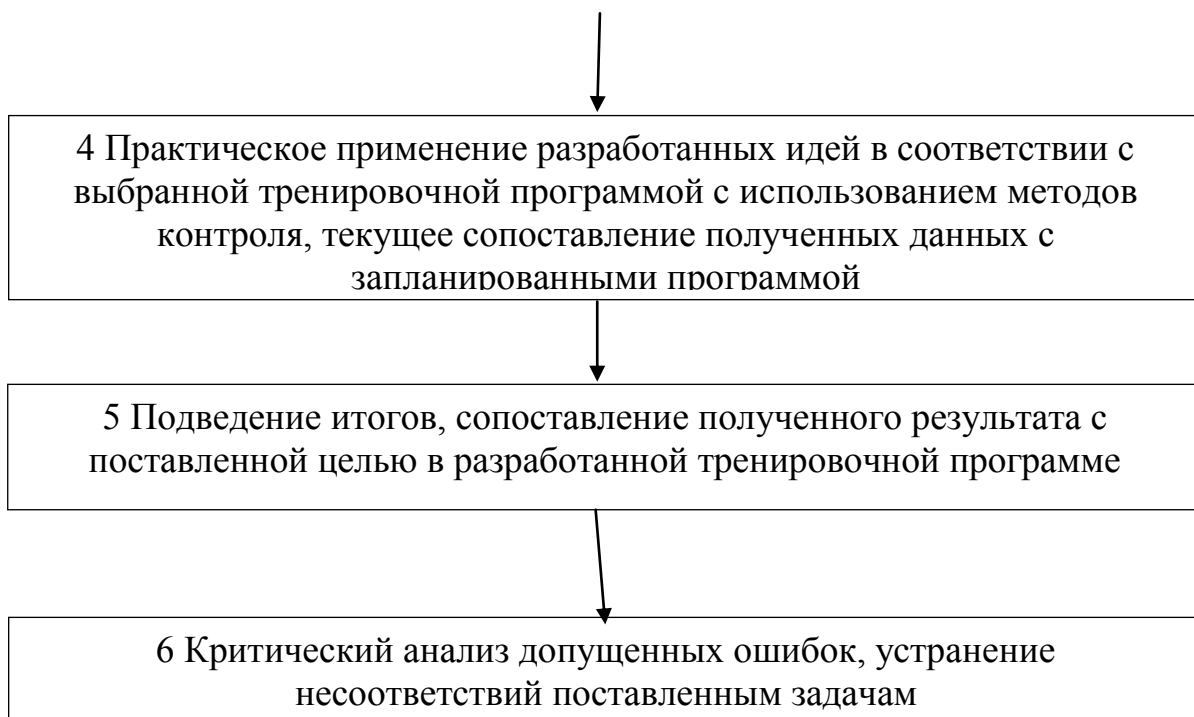 4 Практическое применение разработанных идей в соответствии с
выбранной тренировочной программой с использованием методов
контроля, текущее сопоставление полученных данных с
запланированными программой
5 Подведение итогов, сопоставление полученного результата с
поставленной целью в разработанной тренировочной программе
6 Критический анализ допущенных ошибок, устранение
несоответствий поставленным задачам